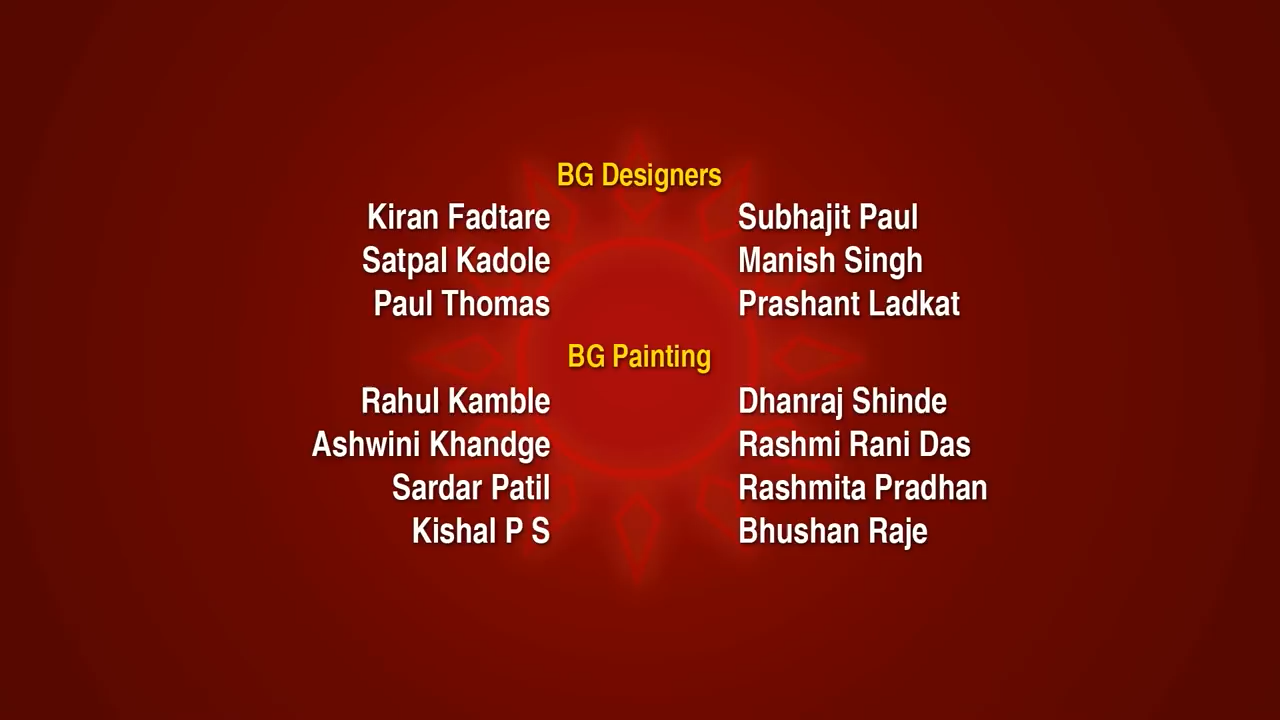 BG Designers
Kiran Fadtare Subhajit Paul
Satpal Kadole Manish Singh
Paul Thomas Prashant Ladkat
BG Painting
Rahul Kamble Dhanraj Shinde
Ashwini Khandge Rashmi Rani Das
Sardar Patil Rashmita Pradhan
Kishal P S Bhushan Raje